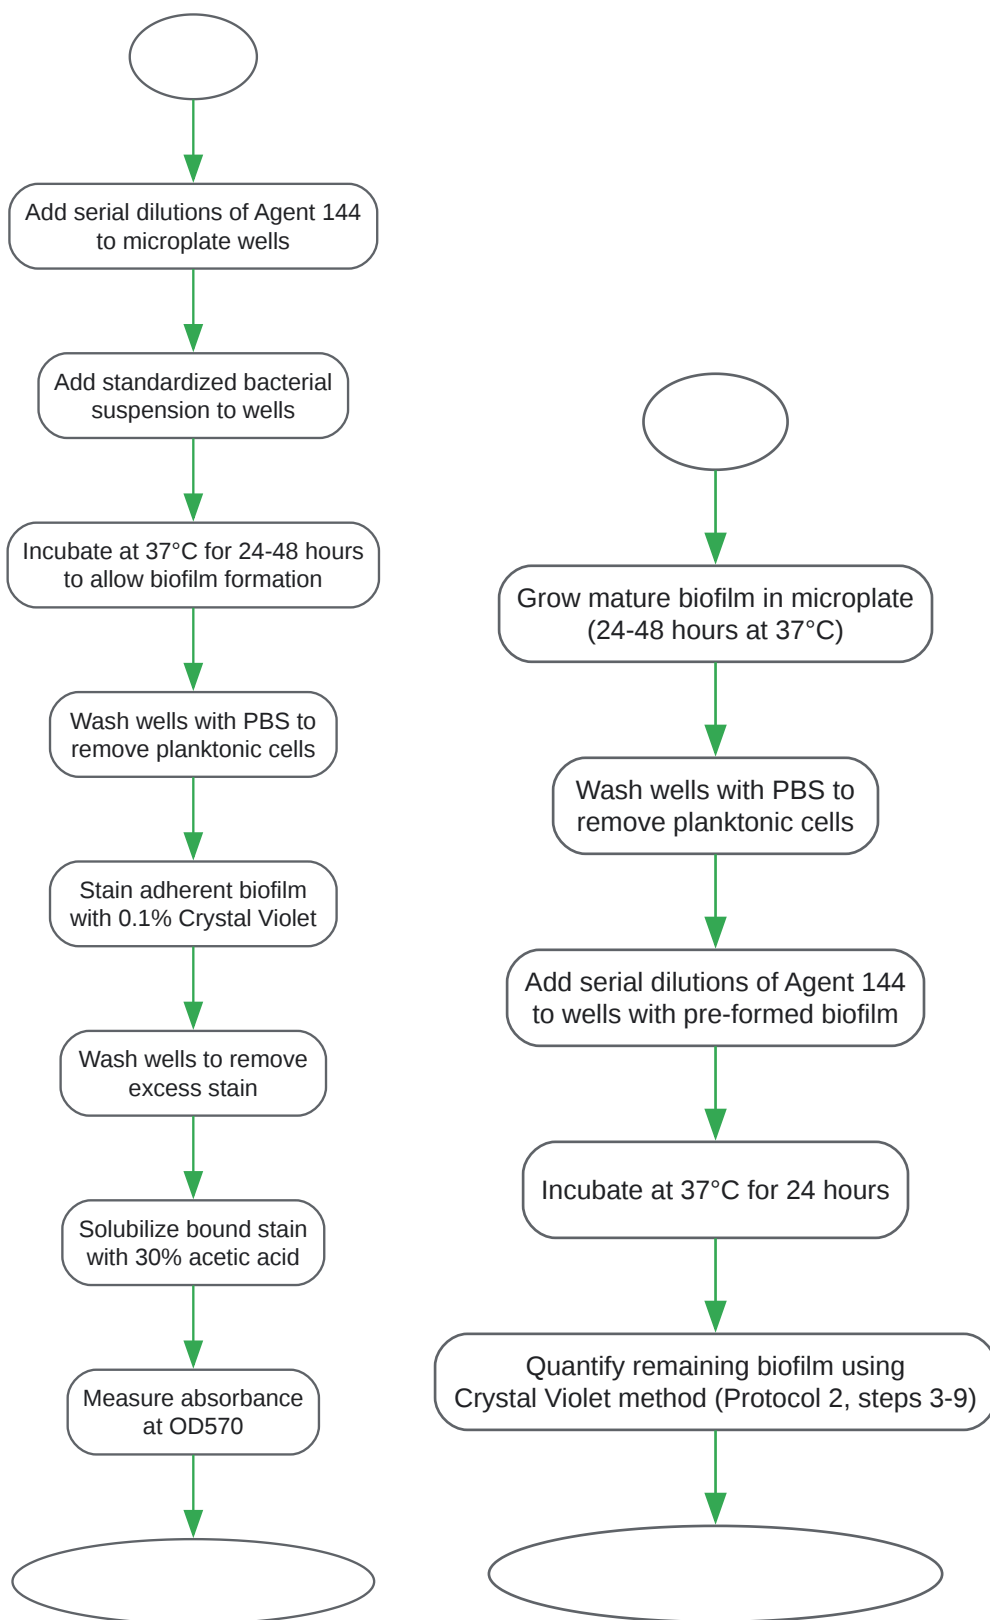 Add serial dilutions of Agent 144
to microplate wells
Add standardized bacterial
suspension to wells
Incubate at 37°C for 24-48 hours
to allow biofilm formation
Wash wells with PBS to
remove planktonic cells
Stain adherent biofilm
with 0.1% Crystal Violet
Wash wells to remove
excess stain
Solubilize bound stain
with 30% acetic acid
Measure absorbance
at OD570
Grow mature biofilm in microplate
(24-48 hours at 37°C)
Wash wells with PBS to
remove planktonic cells
Add serial dilutions of Agent 144
to wells with pre-formed biofilm
Incubate at 37°C for 24 hours
Quantify remaining biofilm using
Crystal Violet method (Protocol 2, steps 3-9)